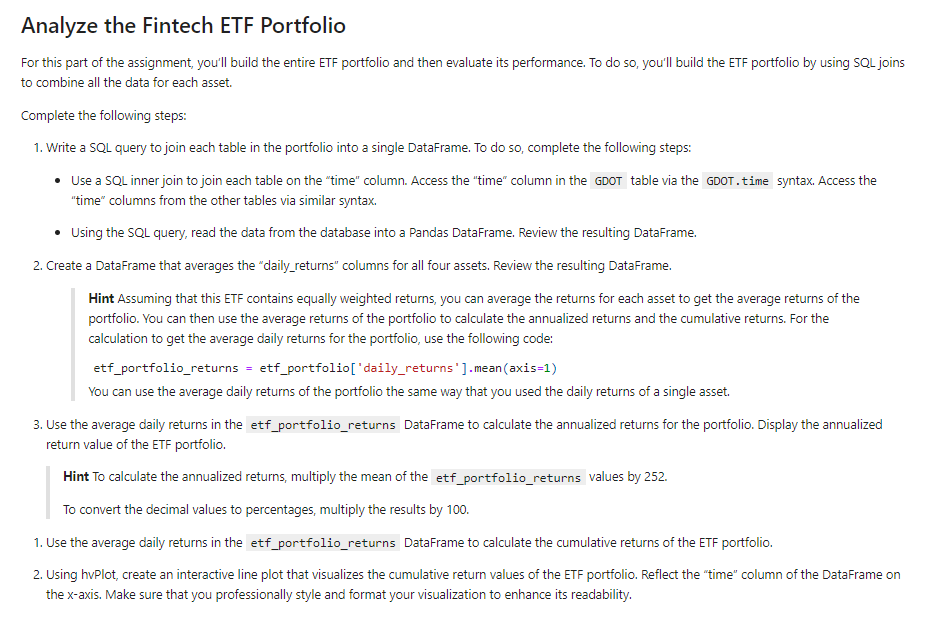 Analyze the Fintech ETF Portfolio
For this part of the assignment, you'll build the entire ETF portfolio and then evaluate its performance. To do so, you'll build the ETF portfolio by using SQL joins
to combine all the data for each asset.
Complete the following steps:
1. Write a SQL query to join each table in the portfolio into a single DataFrame. To do so, complete the following steps:
• Use a SQL inner join to join each table on the "time" column. Access the "time" column in the GDOT table via the GDOT.time syntax. Access the
"time" columns from the other tables via similar syntax.
• Using the SQL query, read the data from the database into a Pandas DataFrame. Review the resulting DataFrame.
2. Create a DataFrame that averages the "daily_returns" columns for all four assets. Review the resulting DataFrame.
Hint Assuming that this ETF contains equally weighted returns, you can average the returns for each asset to get the average returns of the
portfolio. You can then use the average returns of the portfolio to calculate the annualized returns and the cumulative returns. For the
calculation to get the average daily returns for the portfolio, use the following code:
etf_portfolio_returns = etf_portfolio['daily_returns'].mean(axis=1)
You can use the average daily returns of the portfolio the same way that you used the daily returns of a single asset.
3. Use the average daily returns in the etf_portfolio_returns DataFrame to calculate the annualized returns for the portfolio. Display the annualized
return value of the ETF portfolio.
Hint To calculate the annualized returns, multiply the mean of the etf_portfolio_returns values by 252.
To convert the decimal values to percentages, multiply the results by 100.
1. Use the average daily returns in the etf_portfolio_returns DataFrame to calculate the cumulative returns of the ETF portfolio.
2. Using hvPlot, create an interactive line plot that visualizes the cumulative return values of the ETF portfolio. Reflect the "time" column of the DataFrame on
the x-axis. Make sure that you professionally style and format your visualization to enhance its readability.